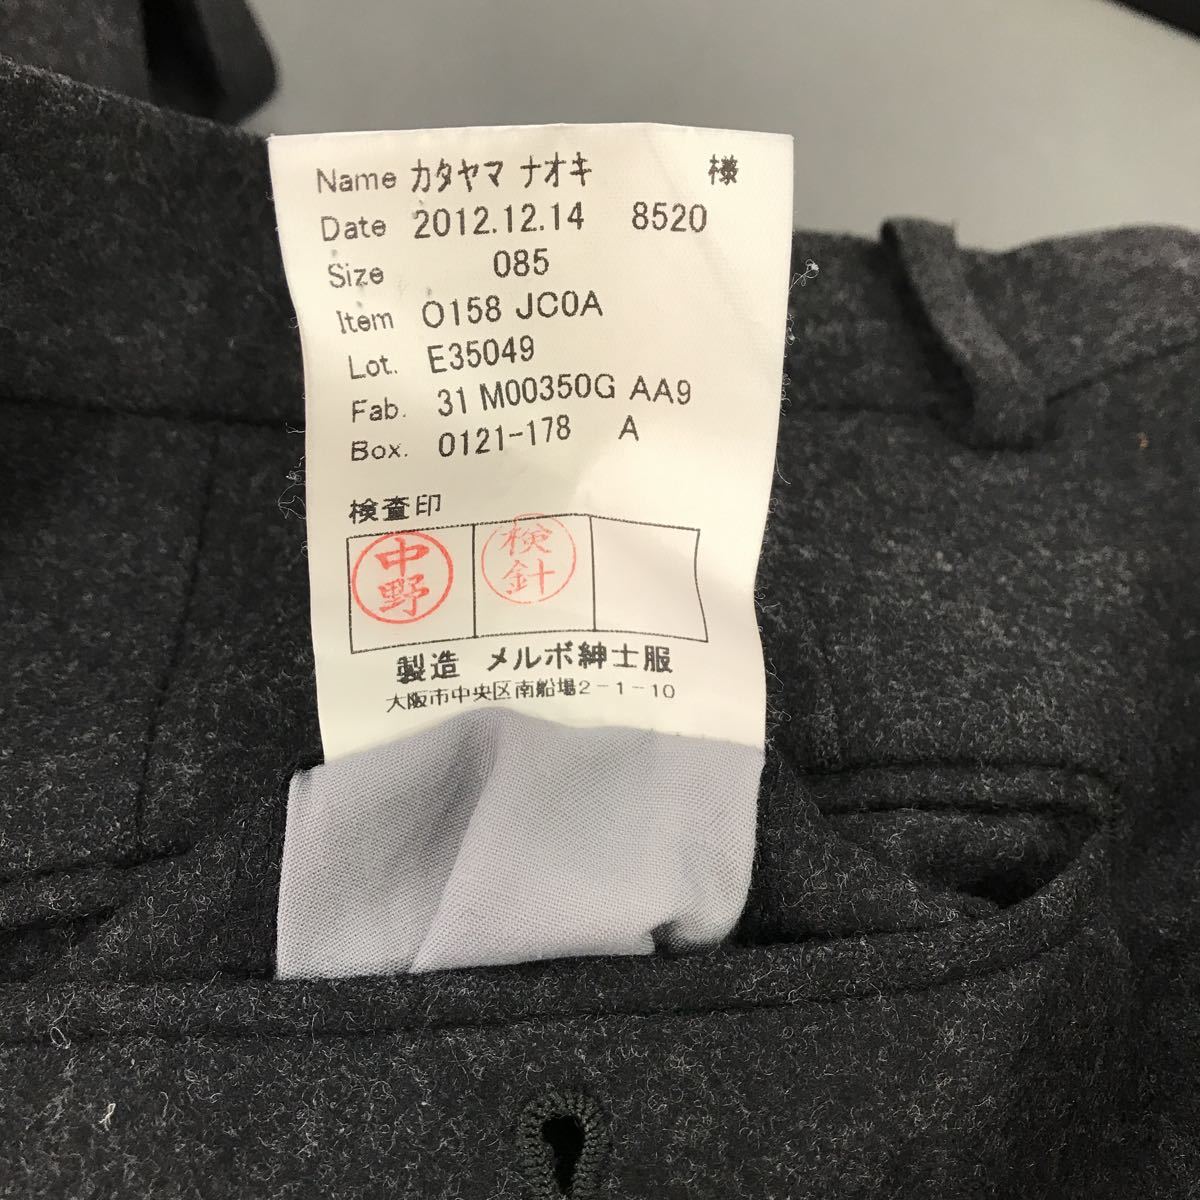 Name カタヤマ ナオキ 様
Date 2012.12.14 8520
Size 085
Item O158 JC0A
Lot. E35049
Fab. 31 M00350G AA9
Box. 0121-178 A
検査印
中野
検針
製造 メルボ紳士服
大阪市中央区南船場2-1-10